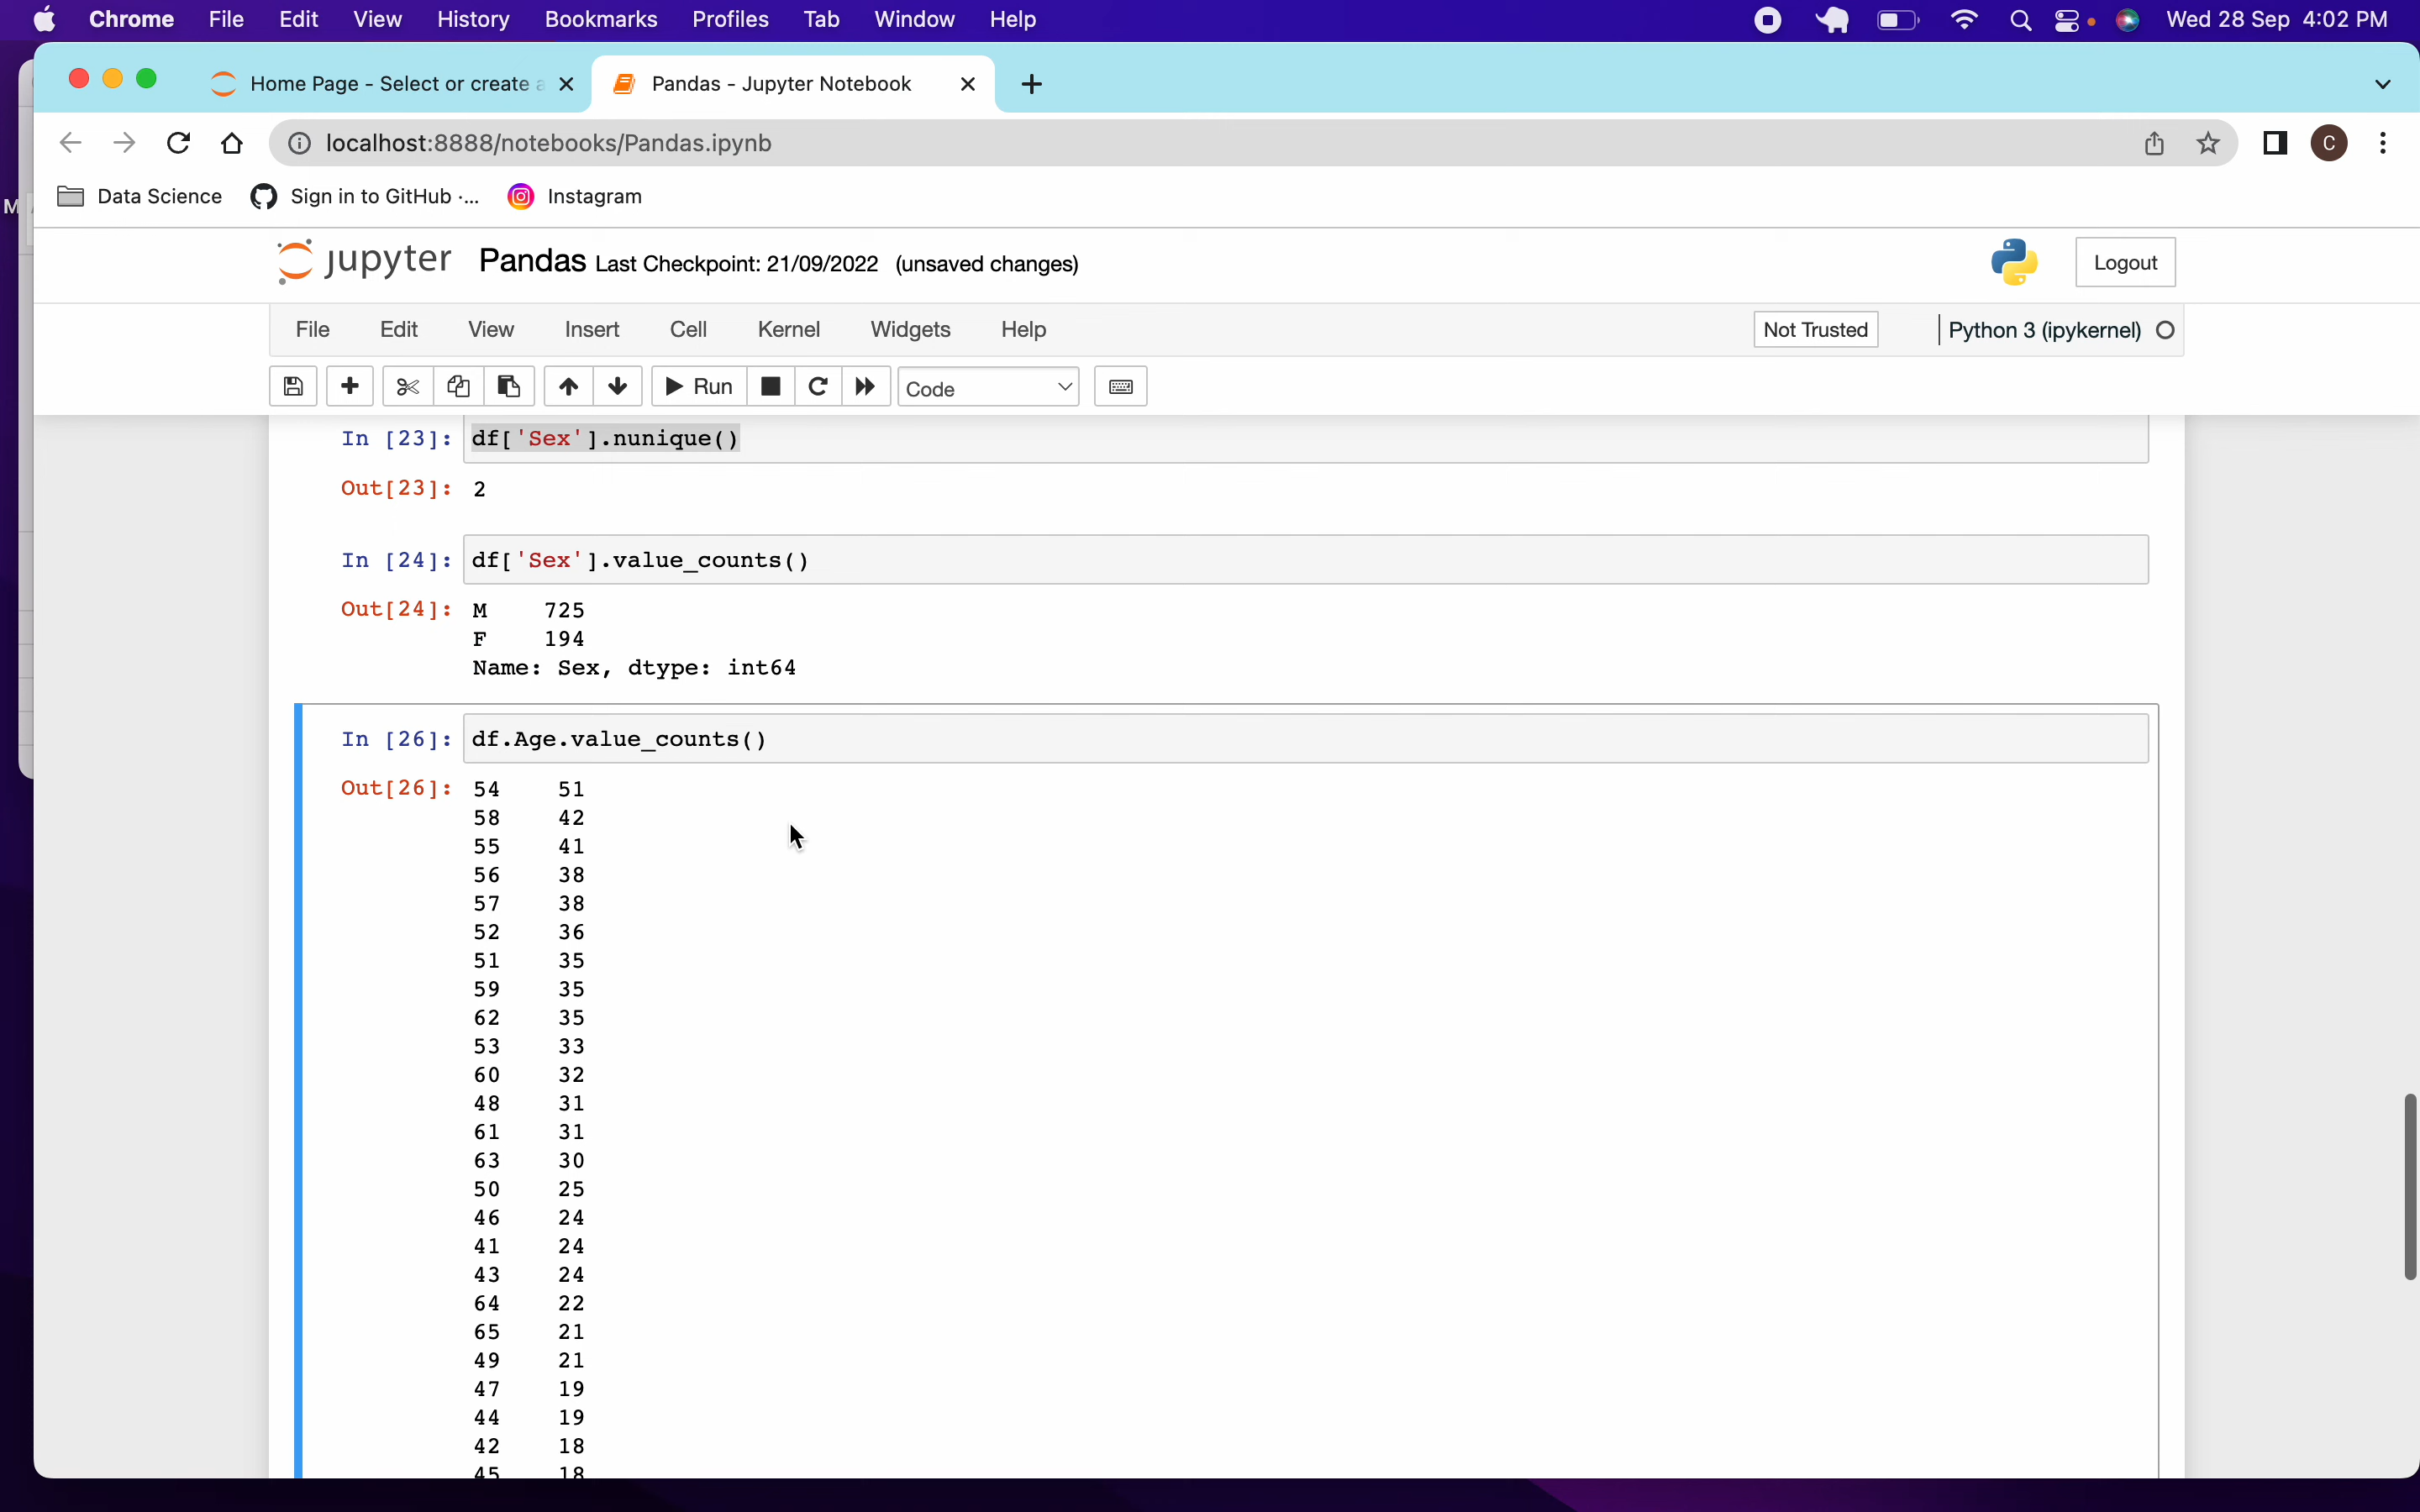 Chrome File Edit View History Bookmarks Profiles Tab Window Help Wed 28 Sep 4:02 PM
Home Page - Select or create a Pandas - Jupyter Notebook
localhost:8888/notebooks/Pandas.ipynb C
Data Science Sign in to GitHub ·... Instagram
M
jupyter Pandas Last Checkpoint: 21/09/2022 (unsaved changes) Logout
File Edit View Insert Cell Kernel Widgets Help Not Trusted Python 3 (ipykernel)
Run Code
In [23]: df['Sex'].nunique()
Out[23]: 2
In [24]: df['Sex'].value_counts()
Out[24]: M 725
F 194
Name: Sex, dtype: int64
In [26]: df.Age.value_counts()
Out[26]: 54 51
58 42
55 41
56 38
57 38
52 36
51 35
59 35
62 35
53 33
60 32
48 31
61 31
63 30
50 25
46 24
41 24
43 24
64 22
65 21
49 21
47 19
44 19
42 18
45 18